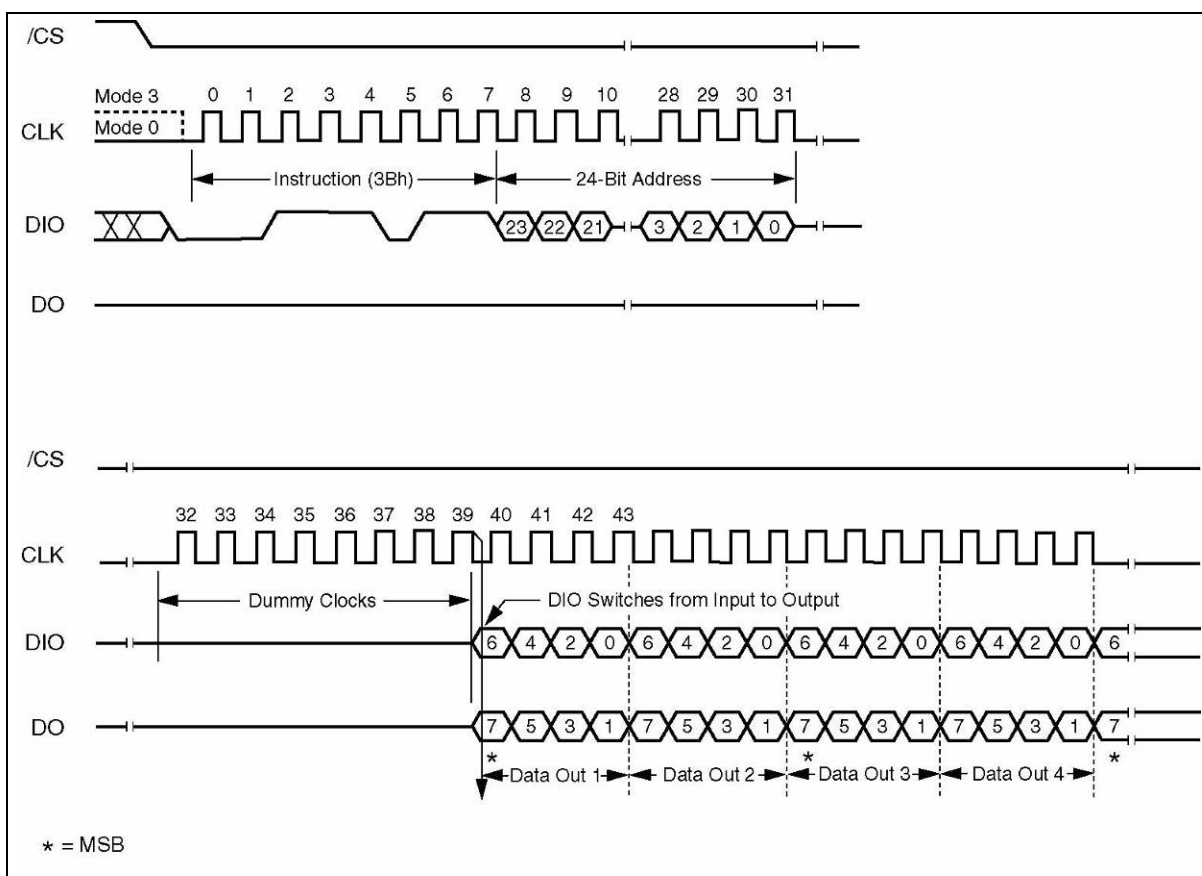 /CS
Mode 3 0 1 2 3 4 5 6 7 8 9 10 28 29 30 31
Mode 0
CLK
Instruction (3Bh) 24-Bit Address
DIO 23 22 21 3 2 1 0
DO
/CS
32 33 34 35 36 37 38 39 40 41 42 43
CLK
Dummy Clocks DIO Switches from Input to Output
DIO 6 4 2 0 6 4 2 0 6 4 2 0 6 4 2 0 6
DO 7 5 3 1 7 5 3 1 7 5 3 1 7 5 3 1 7
* * *
Data Out 1 Data Out 2 Data Out 3 Data Out 4
* = MSB